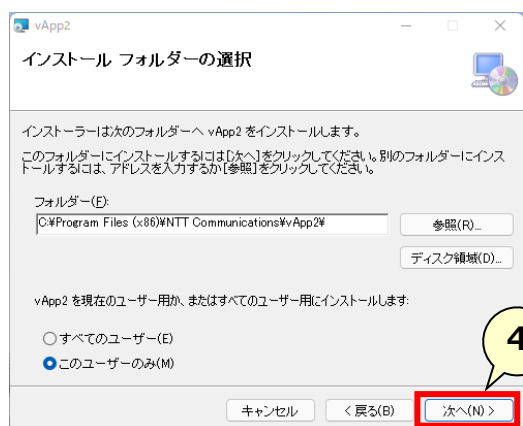 vApp2
インストール フォルダーの選択
インストーラーは次のフォルダーへ vApp2 をインストールします。
このフォルダーにインストールするには[次へ]をクリックしてください。別のフォルダーにインス
トールするには、アドレスを入力するか[参照]をクリックしてください。
フォルダー(F):
C:¥Program Files (x86)¥NTT Communications¥vApp2¥
参照(R)...
ディスク領域(D)...
vApp2 を現在のユーザー用か、またはすべてのユーザー用にインストールします:
すべてのユーザー(E)
このユーザーのみ(M)
4
キャンセル
< 戻る(B)
次へ(N) >